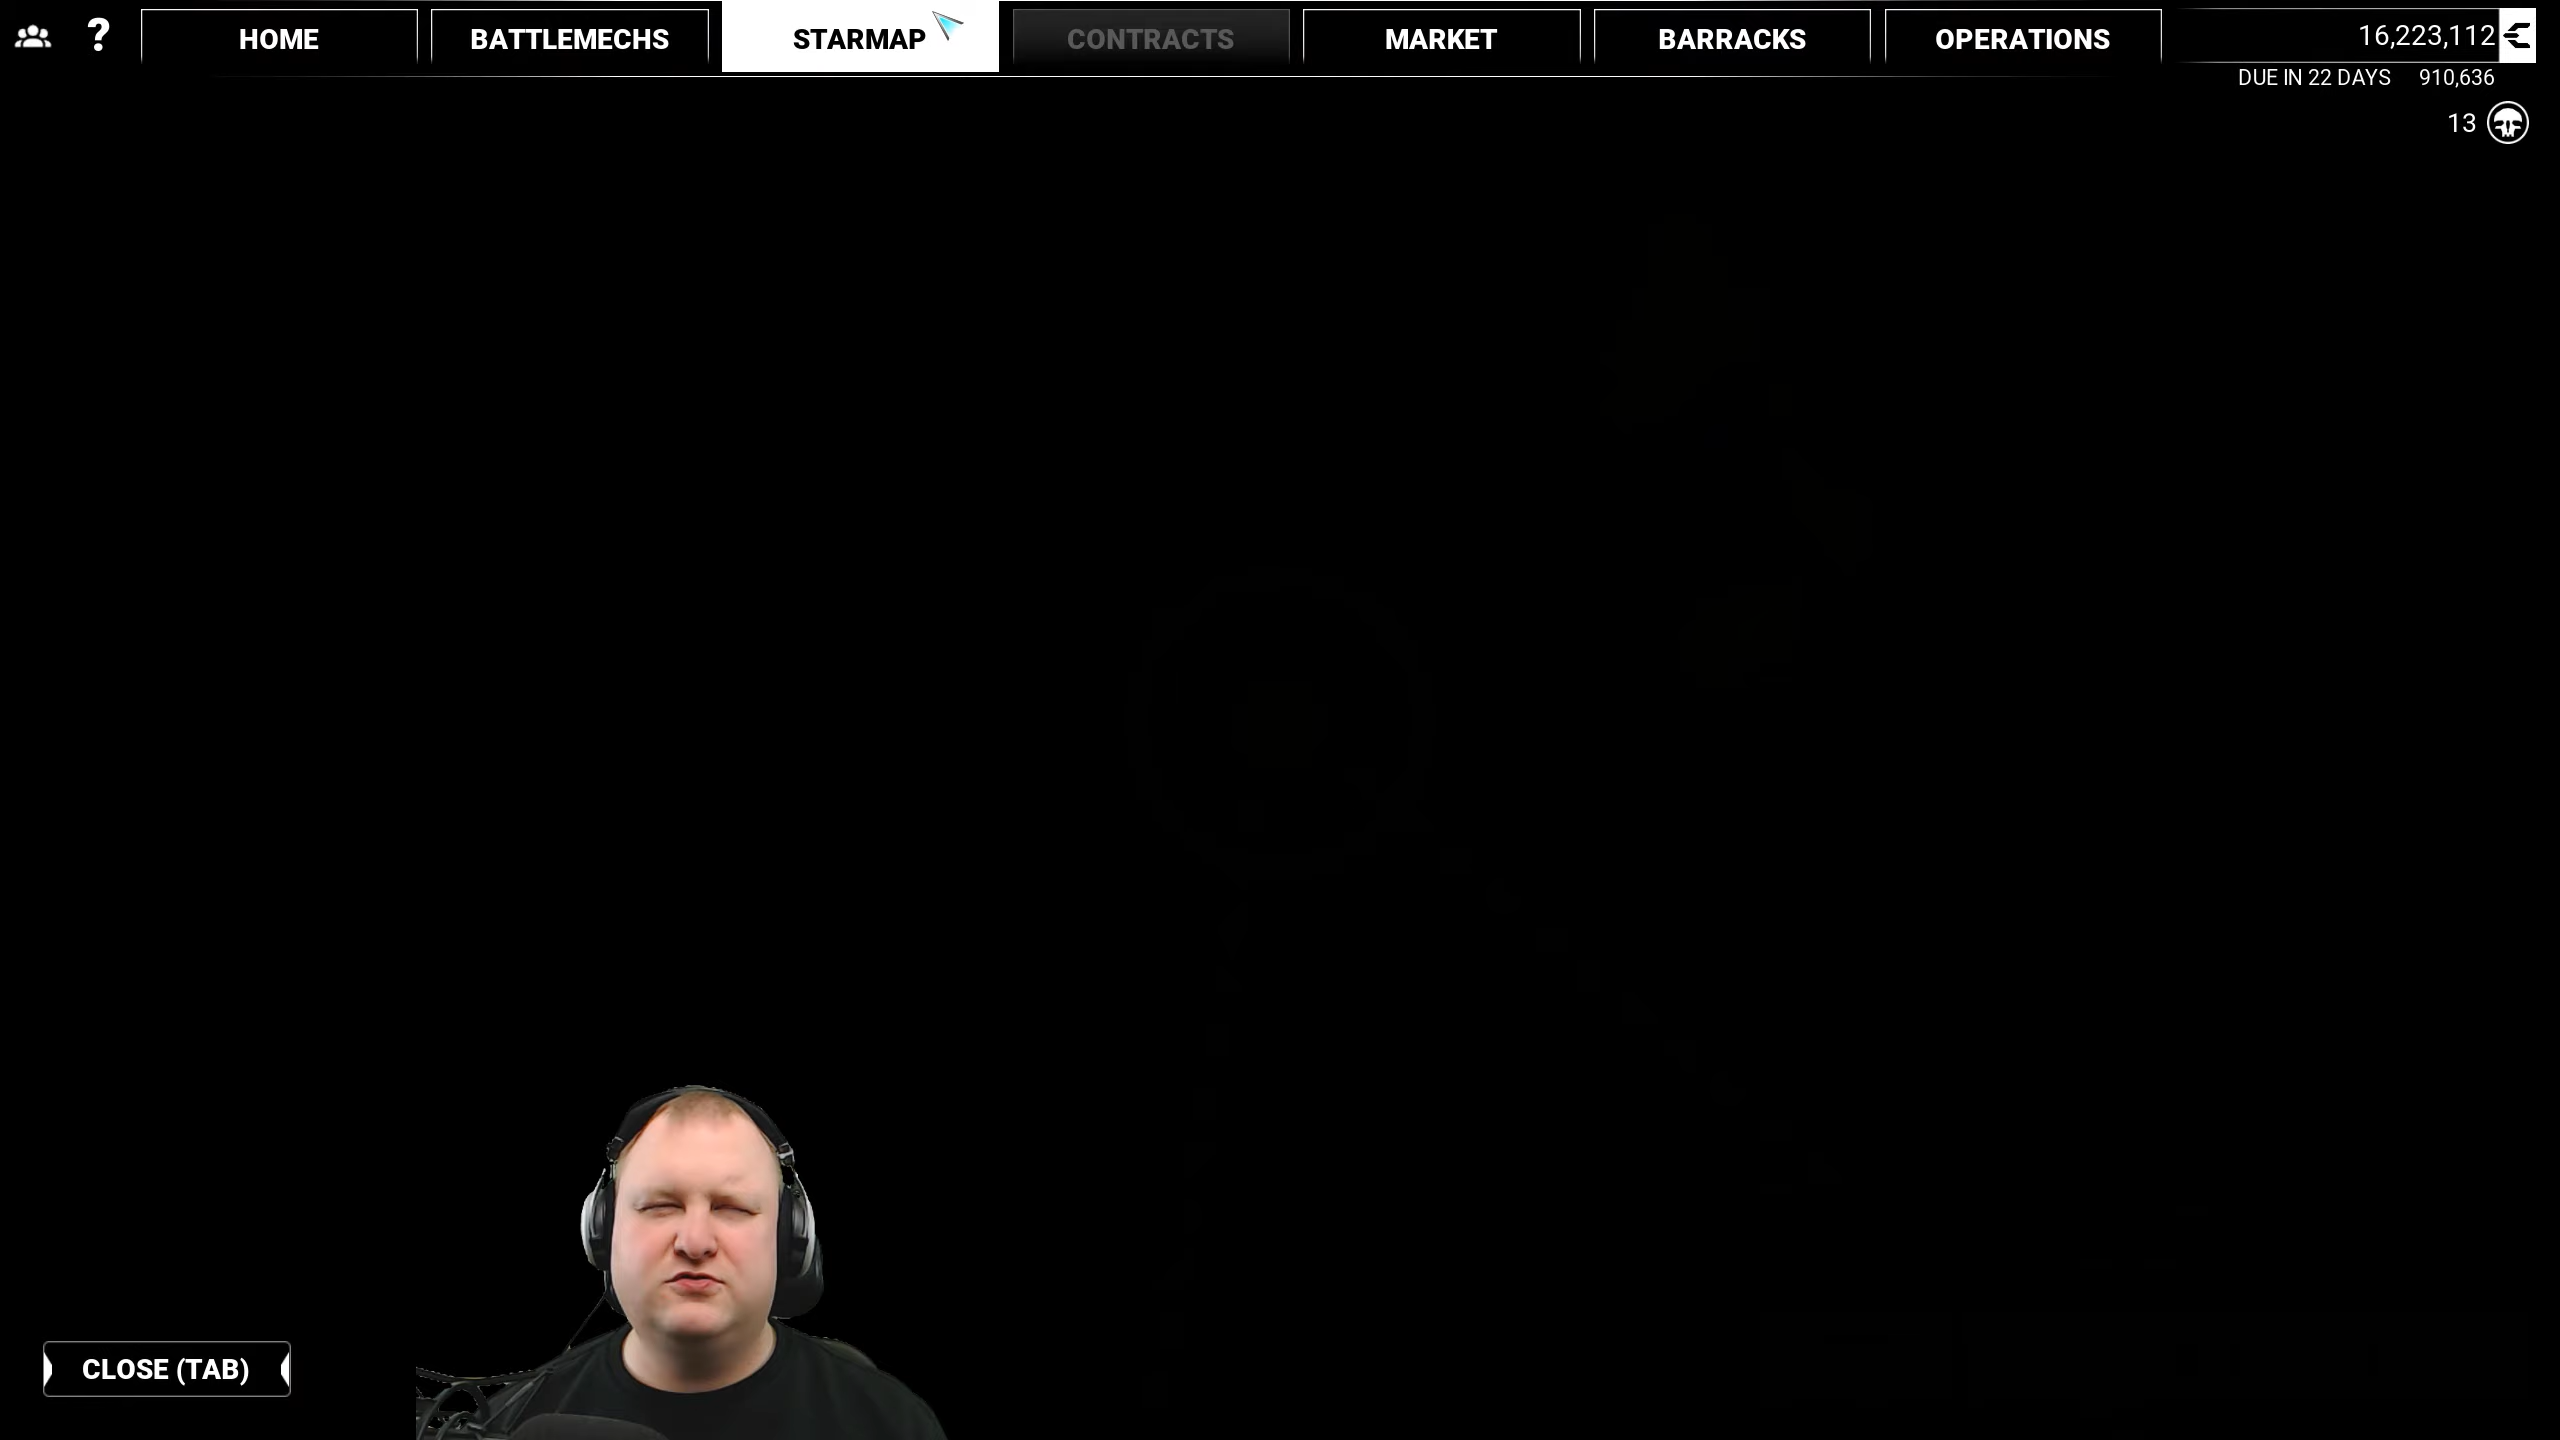 ? HOME BATTLEMECHS STARMAP CONTRACTS MARKET BARRACKS OPERATIONS 16,223,112
DUE IN 22 DAYS 910,636
13
CLOSE (TAB)